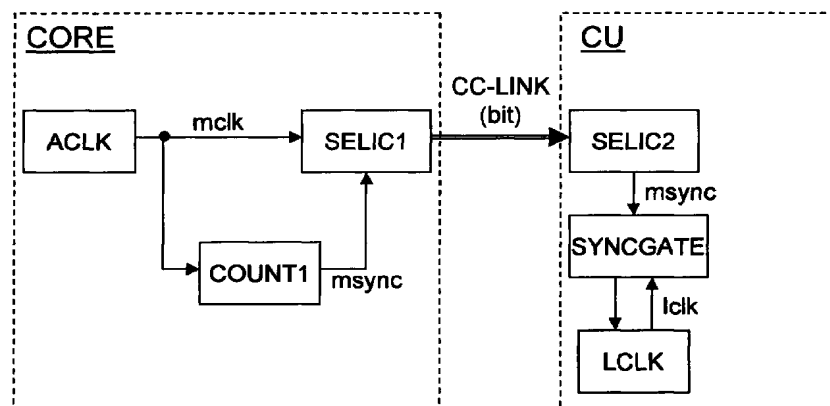 CORE
CU
CC-LINK
(bit)
ACLK
mclk
SELIC1
SELIC2
msync
COUNT1
msync
SYNCGATE
lclk
LCLK